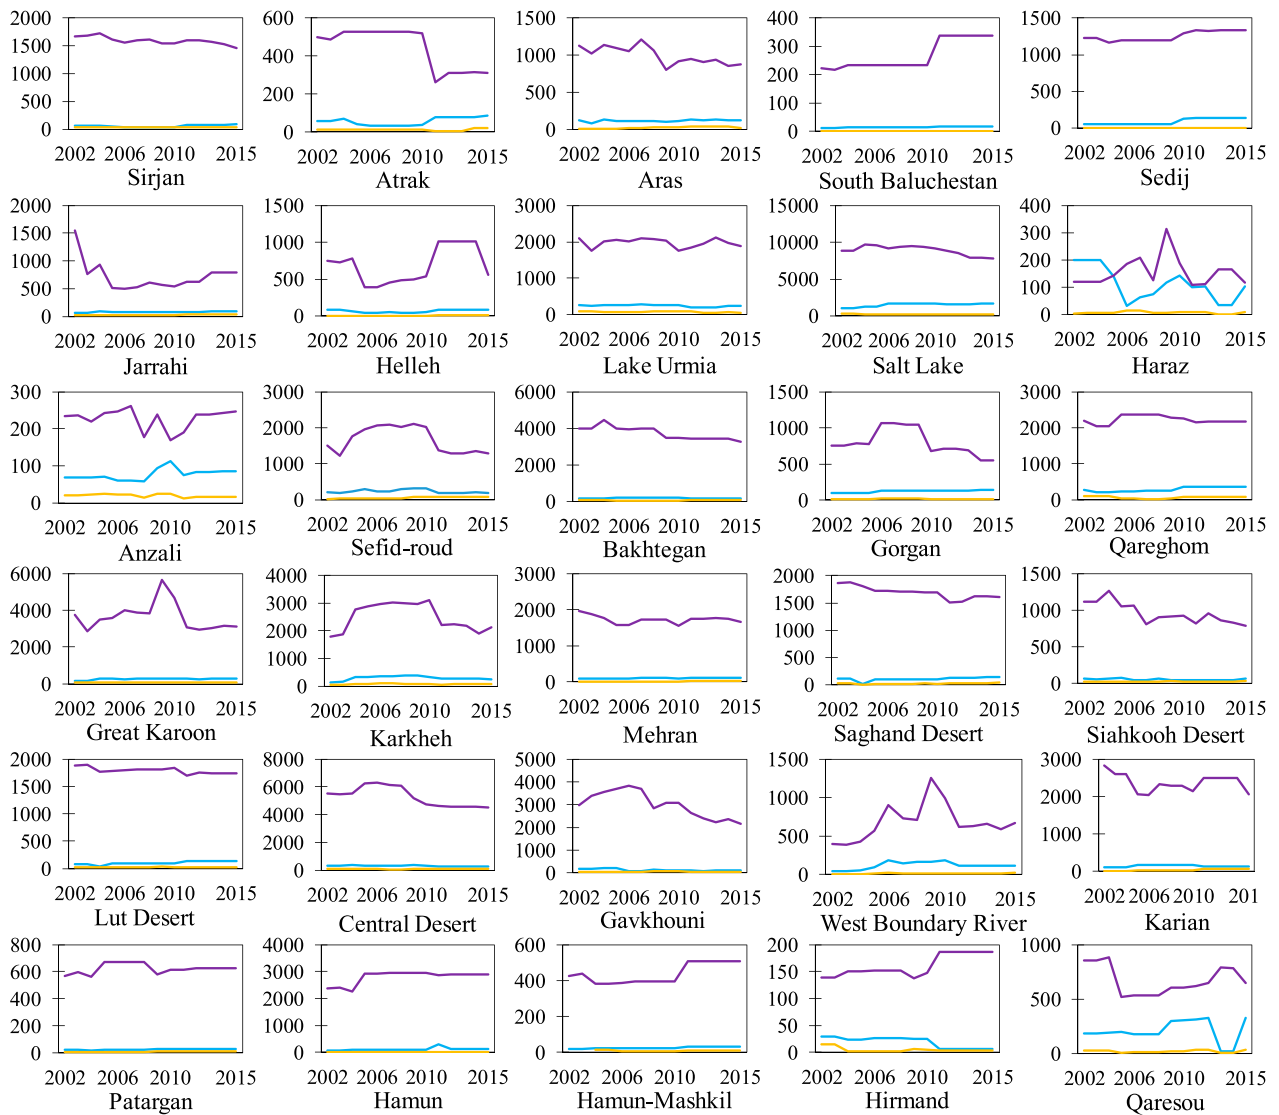 2000
1500
1000
500
0
2002 2006 2010 2015
Sirjan
600
400
200
0
2002 2006 2010 2015
Atrak
1500
1000
500
0
2002 2006 2010 2015
Aras
400
300
200
100
0
2002 2006 2010 2015
South Baluchestan
1500
1000
500
0
2002 2006 2010 2015
Sedij
2000
1500
1000
500
0
2002 2006 2010 2015
Jarrahi
1500
1000
500
0
2002 2006 2010 2015
Helleh
3000
2000
1000
0
2002 2006 2010 2015
Lake Urmia
15000
10000
5000
0
2002 2006 2010 2015
Salt Lake
400
300
200
100
0
2002 2006 2010 2015
Haraz
300
200
100
0
2002 2006 2010 2015
Anzali
3000
2000
1000
0
2002 2006 2010 2015
Sefid-roud
6000
4000
2000
0
2002 2006 2010 2015
Bakhtegan
1500
1000
500
0
2002 2006 2010 2015
Gorgan
3000
2000
1000
0
2002 2006 2010 2015
Qareghom
6000
4000
2000
0
2002 2006 2010 2015
Great Karoon
4000
3000
2000
1000
0
2002 2006 2010 2015
Karkheh
3000
2000
1000
0
2002 2006 2010 2015
Mehran
2000
1500
1000
500
0
2002 2006 2010 2015
Saghand Desert
1500
1000
500
0
2002 2006 2010 2015
Siahkooh Desert
2000
1500
1000
500
0
2002 2006 2010 2015
Lut Desert
8000
6000
4000
2000
0
2002 2006 2010 2015
Central Desert
5000
4000
3000
2000
1000
0
2002 2006 2010 2015
Gavkhouni
1500
1000
500
0
2002 2006 2010 2015
West Boundary River
3000
2000
1000
0
2002 2006 2010 201
Karian
800
600
400
200
0
2002 2006 2010 2015
Patargan
4000
3000
2000
1000
0
2002 2006 2010 2015
Hamun
600
400
200
0
2002 2006 2010 2015
Hamun-Mashkil
200
150
100
50
0
2002 2006 2010 2015
Hirmand
1000
500
0
2002 2006 2010 2015
Qaresou